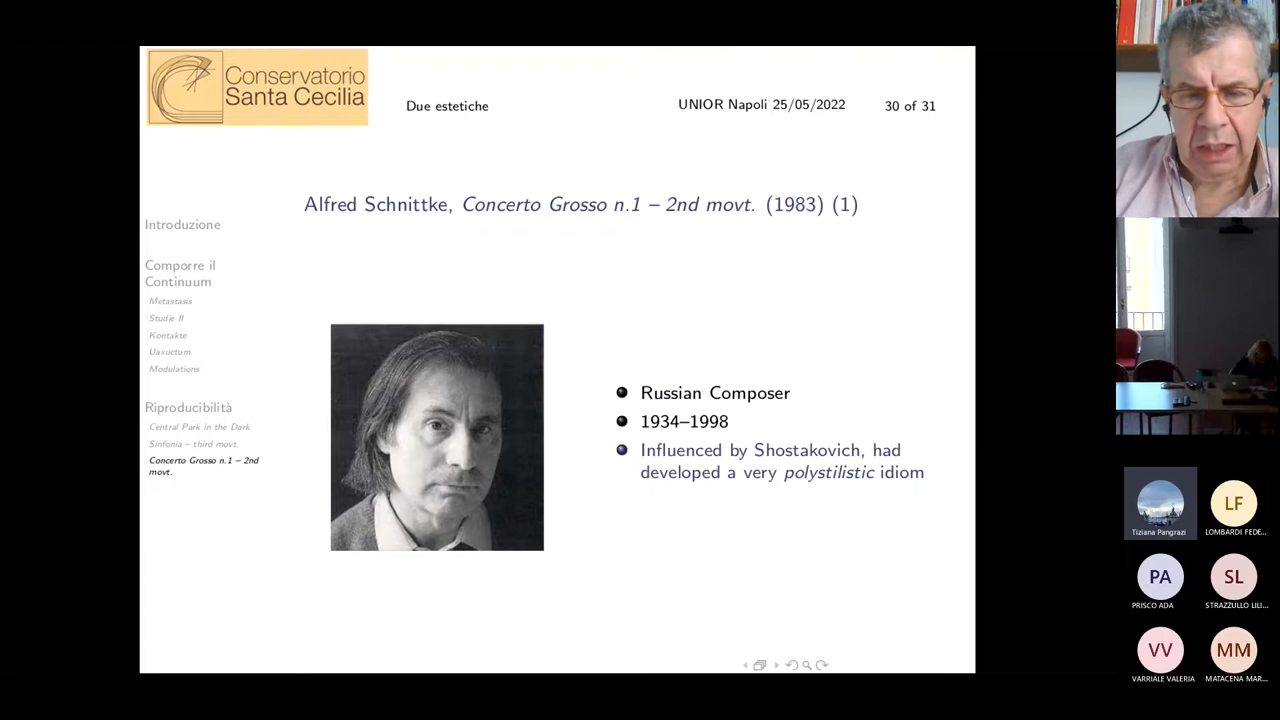 Conservatorio
Santa Cecilia
Due estetiche
UNIOR Napoli 25/05/2022
30 of 31
Alfred Schnittke, Concerto Grosso n.1 – 2nd movt. (1983) (1)
Introduzione
Comporre il
Continuum
Metastasis
Studie II
Kontakte
Uaxuctum
Modulations
Riproducibilità
Central Park in the Dark
Sinfonia – third movt.
Concerto Grosso n.1 – 2nd
movt.
Russian Composer
1934–1998
Influenced by Shostakovich, had
developed a very polystilistic idiom
Tiziana Pangrazi
LF
LOMBARDI FEDE...
PA
PRISCO ADA
SL
STRAZZULLO LILI...
VV
VARRIALE VALERIA
MM
MATACENA MAR...